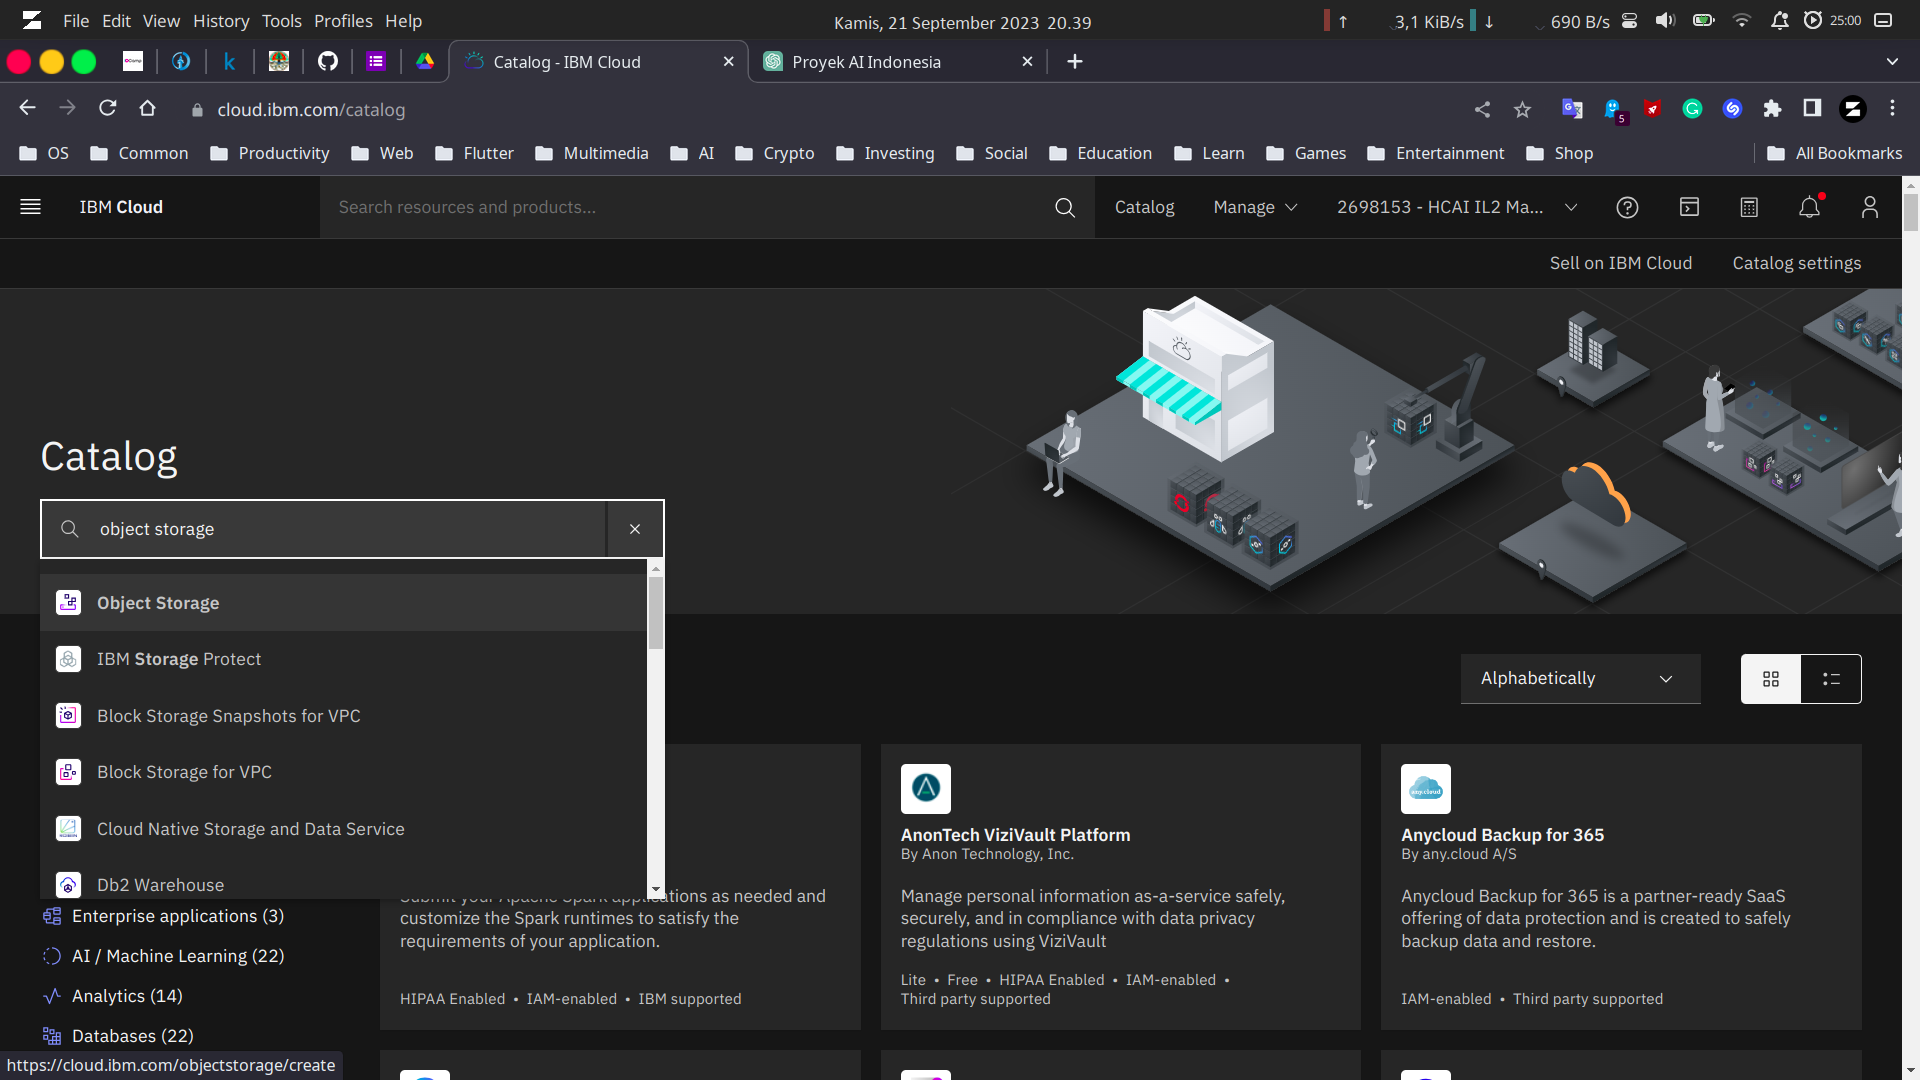 File Edit View History Tools Profiles Help
Kamis, 21 September 2023 20.39
↑ 3,1 KiB/s ↓ 690 B/s 25:00
Catalog - IBM Cloud
Proyek AI Indonesia
cloud.ibm.com/catalog
5
OS Common Productivity Web Flutter Multimedia AI Crypto Investing Social Education Learn Games Entertainment Shop All Bookmarks
IBM Cloud
Search resources and products...
Catalog Manage 2698153 - HCAI IL2 Ma...
Sell on IBM Cloud Catalog settings
Catalog
object storage
Object Storage
IBM Storage Protect
Block Storage Snapshots for VPC
Block Storage for VPC
Cloud Native Storage and Data Service
Db2 Warehouse
Enterprise applications (3)
AI / Machine Learning (22)
Analytics (14)
Databases (22)
https://cloud.ibm.com/objectstorage/create
Alphabetically
Submit your Apache Spark applications as needed and
customize the Spark runtimes to satisfy the
requirements of your application.
HIPAA Enabled • IAM-enabled • IBM supported
AnonTech ViziVault Platform
By Anon Technology, Inc.
Manage personal information as-a-service safely,
securely, and in compliance with data privacy
regulations using ViziVault
Lite • Free • HIPAA Enabled • IAM-enabled •
Third party supported
any.cloud
Anycloud Backup for 365
By any.cloud A/S
Anycloud Backup for 365 is a partner-ready SaaS
offering of data protection and is created to safely
backup data and restore.
IAM-enabled • Third party supported